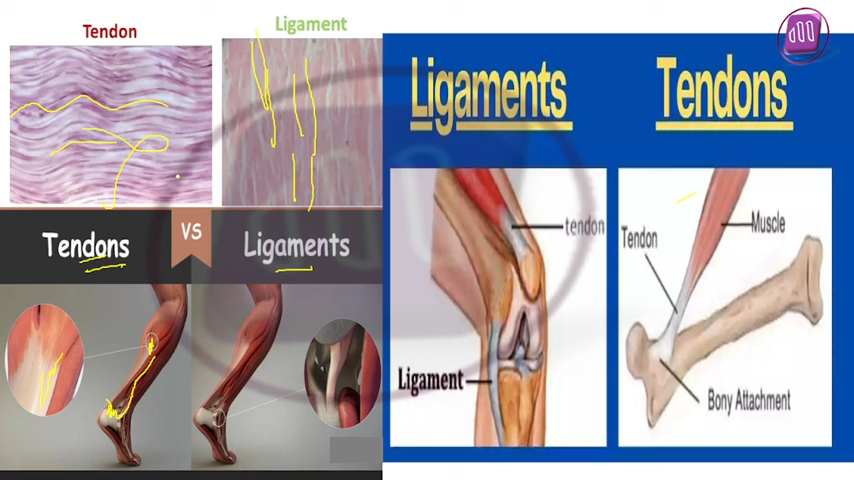 Tendon
Ligament
Tendons
VS
Ligaments
Ligaments
Tendons
tendon
Ligament
Tendon
Muscle
Bony Attachment